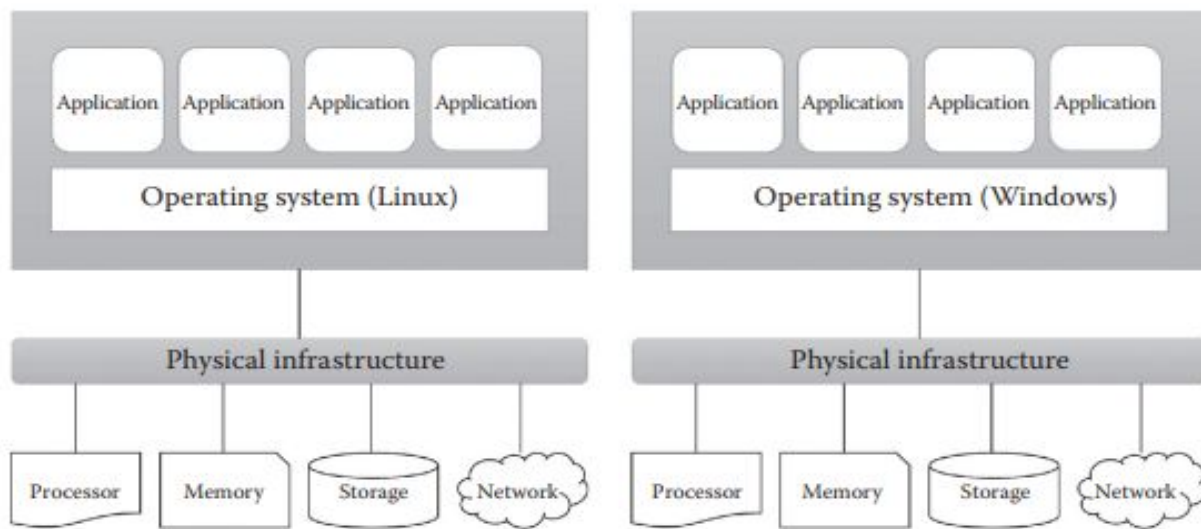 Application Application Application Application
Operating system (Linux)
Physical infrastructure
Processor Memory Storage Network
Application Application Application Application
Operating system (Windows)
Physical infrastructure
Processor Memory Storage Network